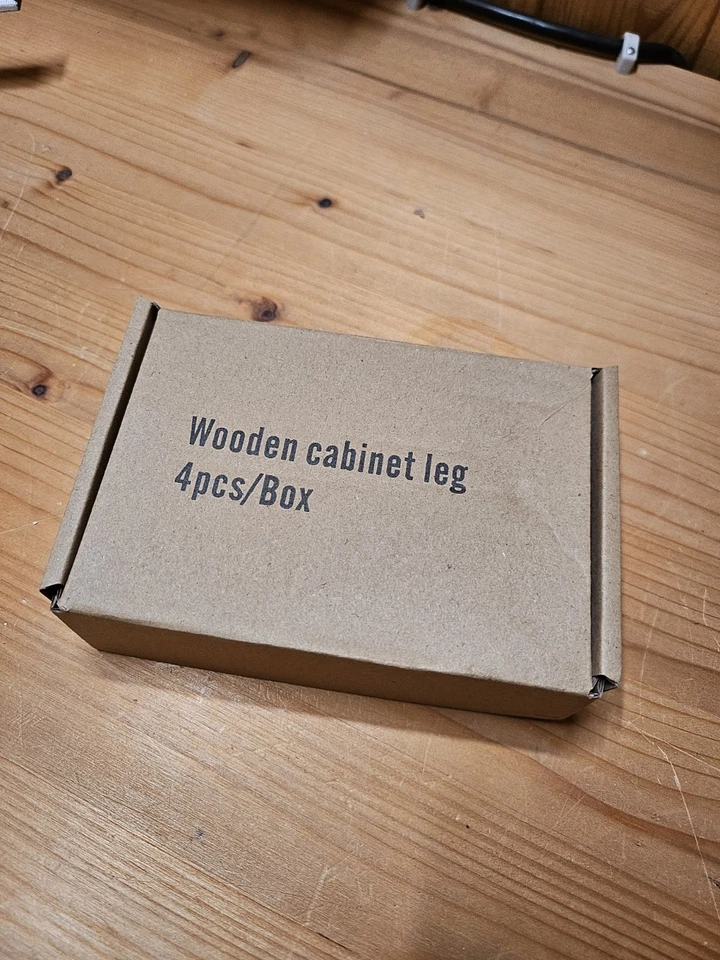 Wooden cabinet leg
4pcs/Box